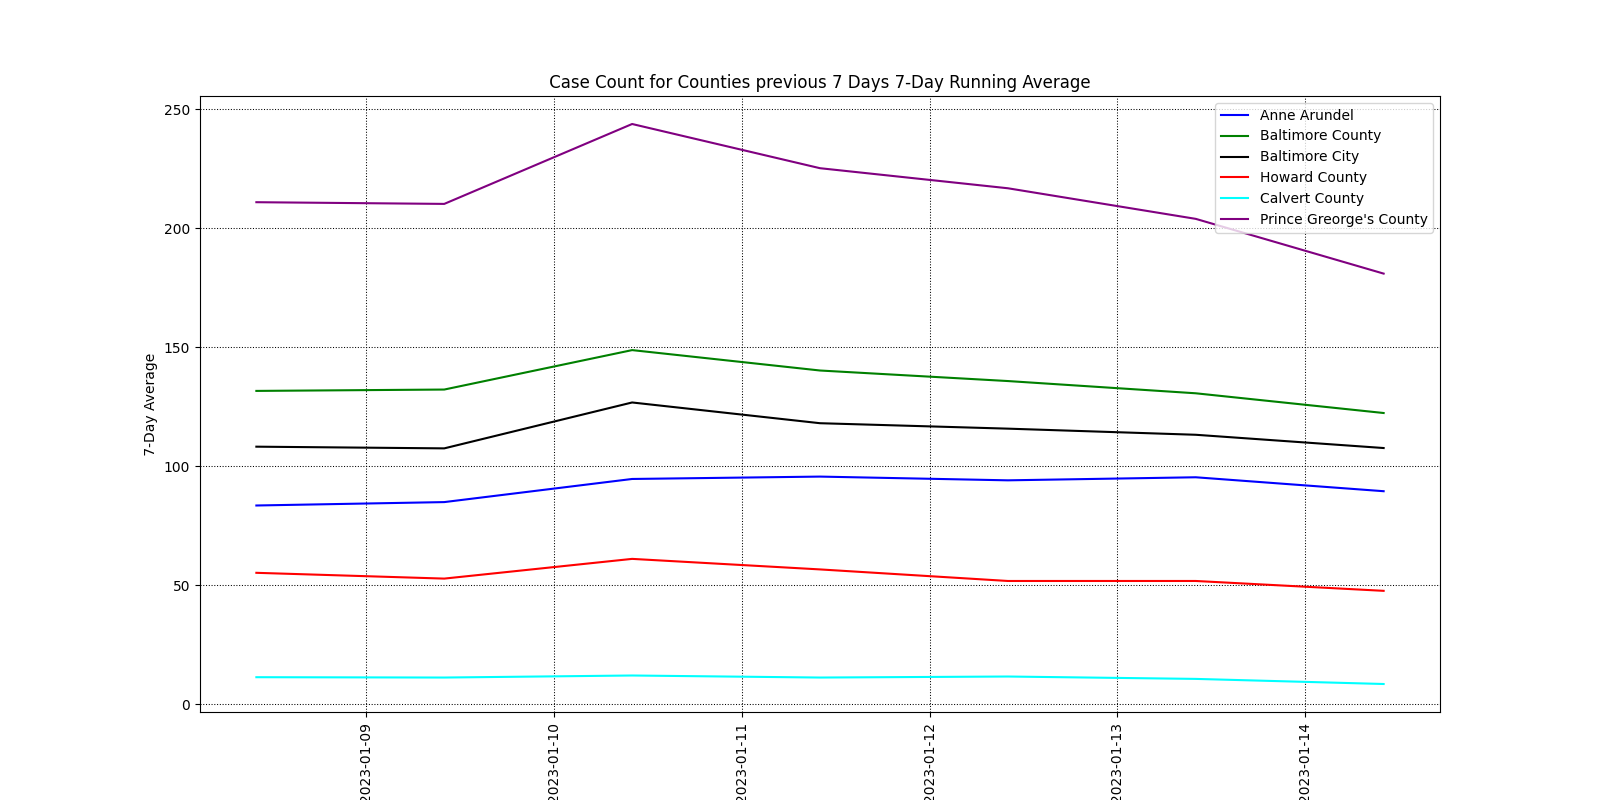 Case Count for Counties previous 7 Days 7-Day Running Average
250
200
150
100
50
0
7-Day Average
Anne Arundel
Baltimore County
Baltimore City
Howard County
Calvert County
Prince Greorge's County
2023-01-09
2023-01-10
2023-01-11
2023-01-12
2023-01-13
2023-01-14